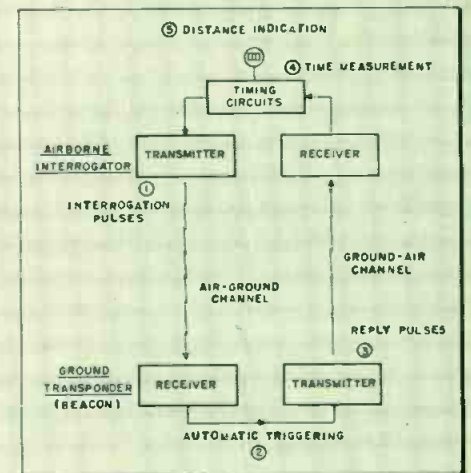 ⑤ DISTANCE INDICATION
④ TIME MEASUREMENT
TIMING
CIRCUITS
AIRBORNE
INTERROGATOR
TRANSMITTER
RECEIVER
①
INTERROGATION
PULSES
GROUND-AIR
CHANNEL
AIR-GROUND
CHANNEL
REPLY PULSES
③
GROUND
TRANSPONDER
(BEACON)
RECEIVER
TRANSMITTER
AUTOMATIC TRIGGERING
②